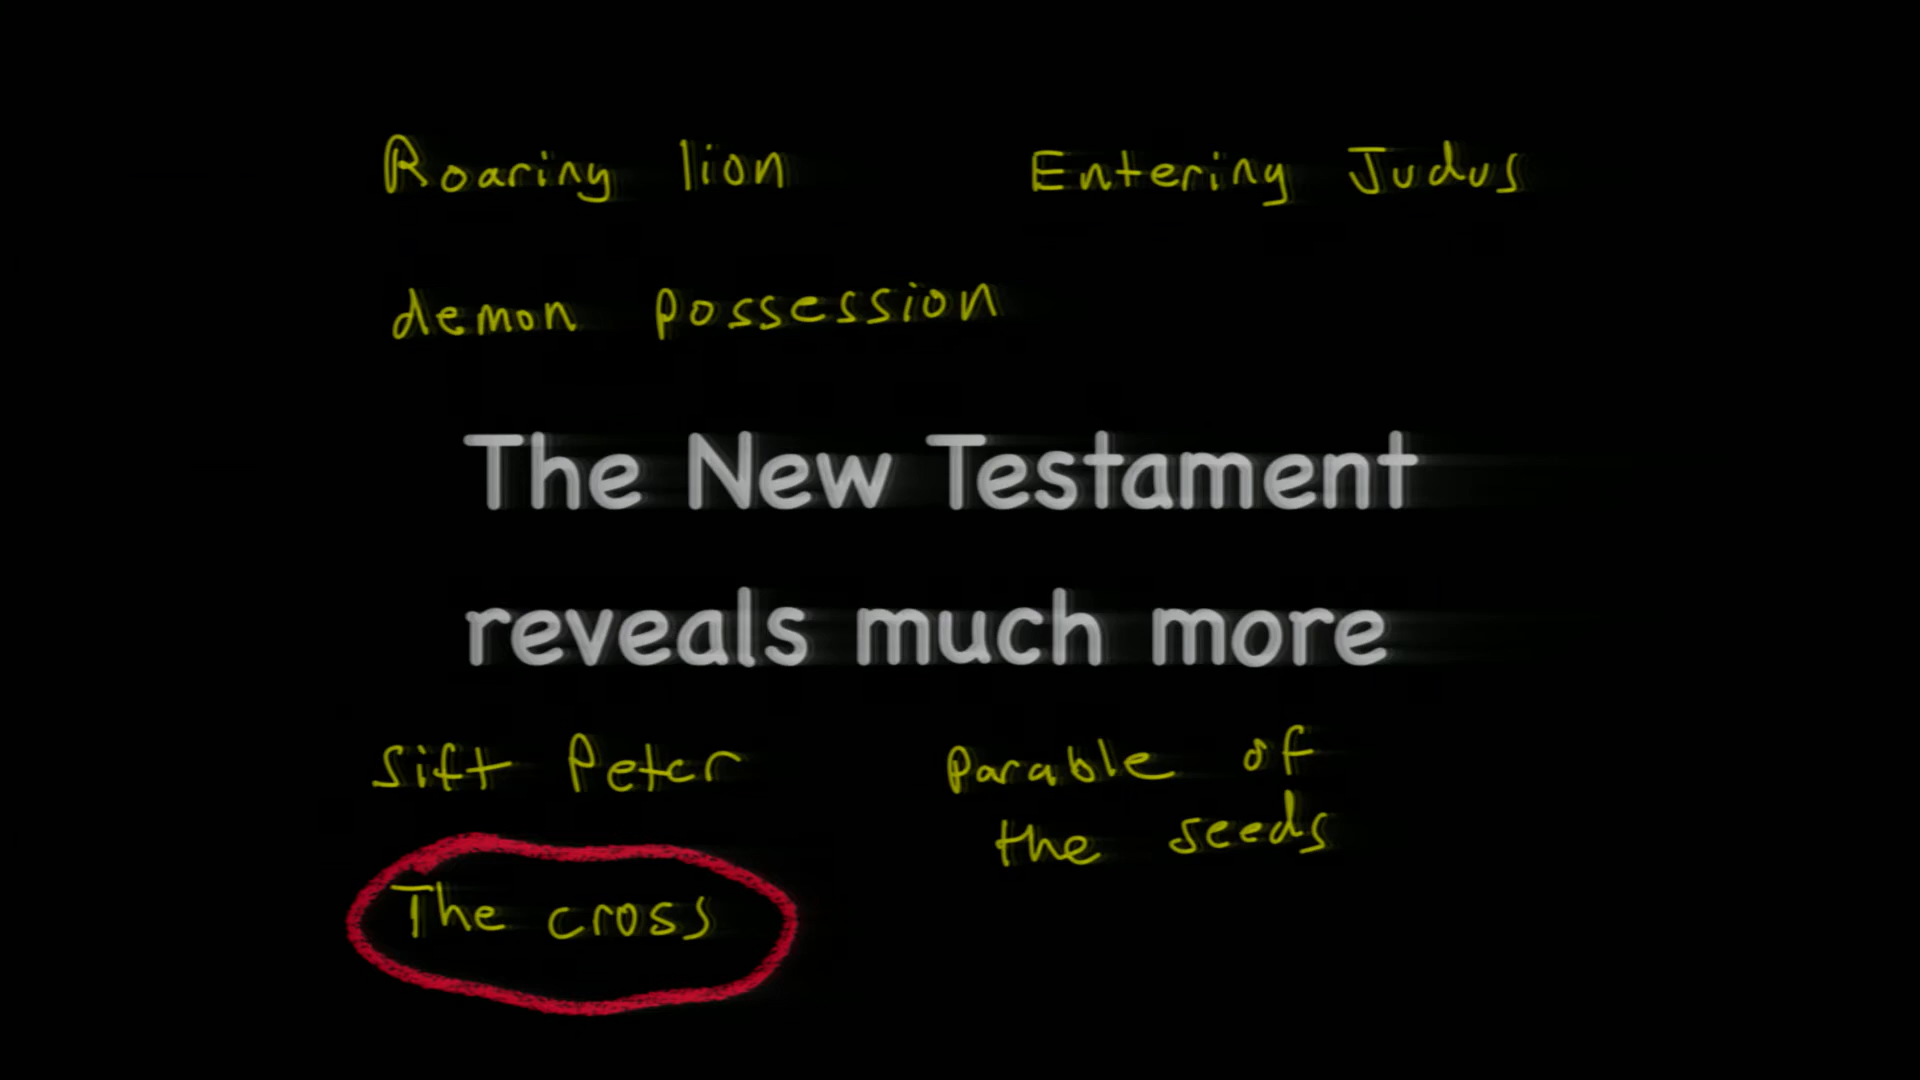 Roaring lion
Entering Judus
demon possession
The New Testament
reveals much more
Sift Peter
Parable of
the seeds
The cross